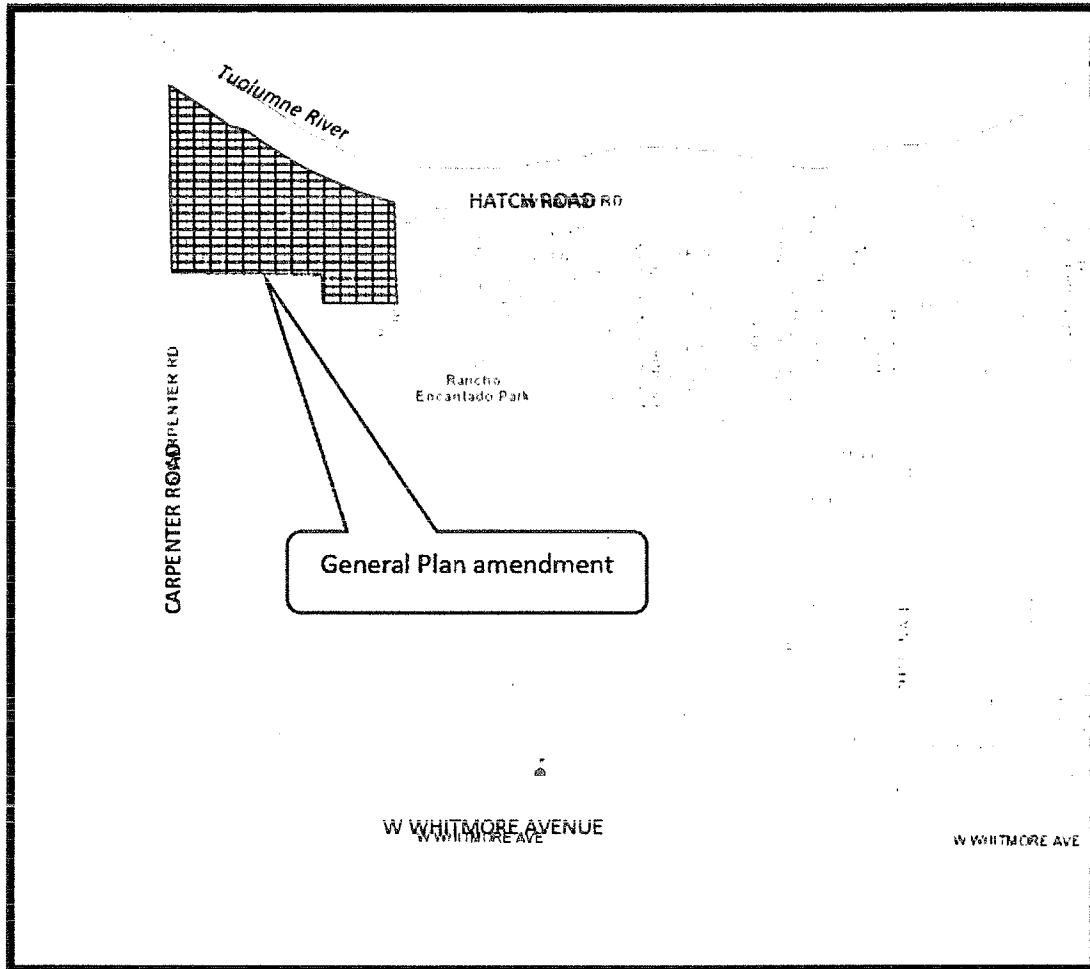 Tuolumne River
HATCH ROAD
RD
Rancho
Encantado Park
CARPENTER RD
CARPENTER ROAD
General Plan amendment
W WHITMORE AVENUE
W WHITMORE AVE
W WHITMORE AVE